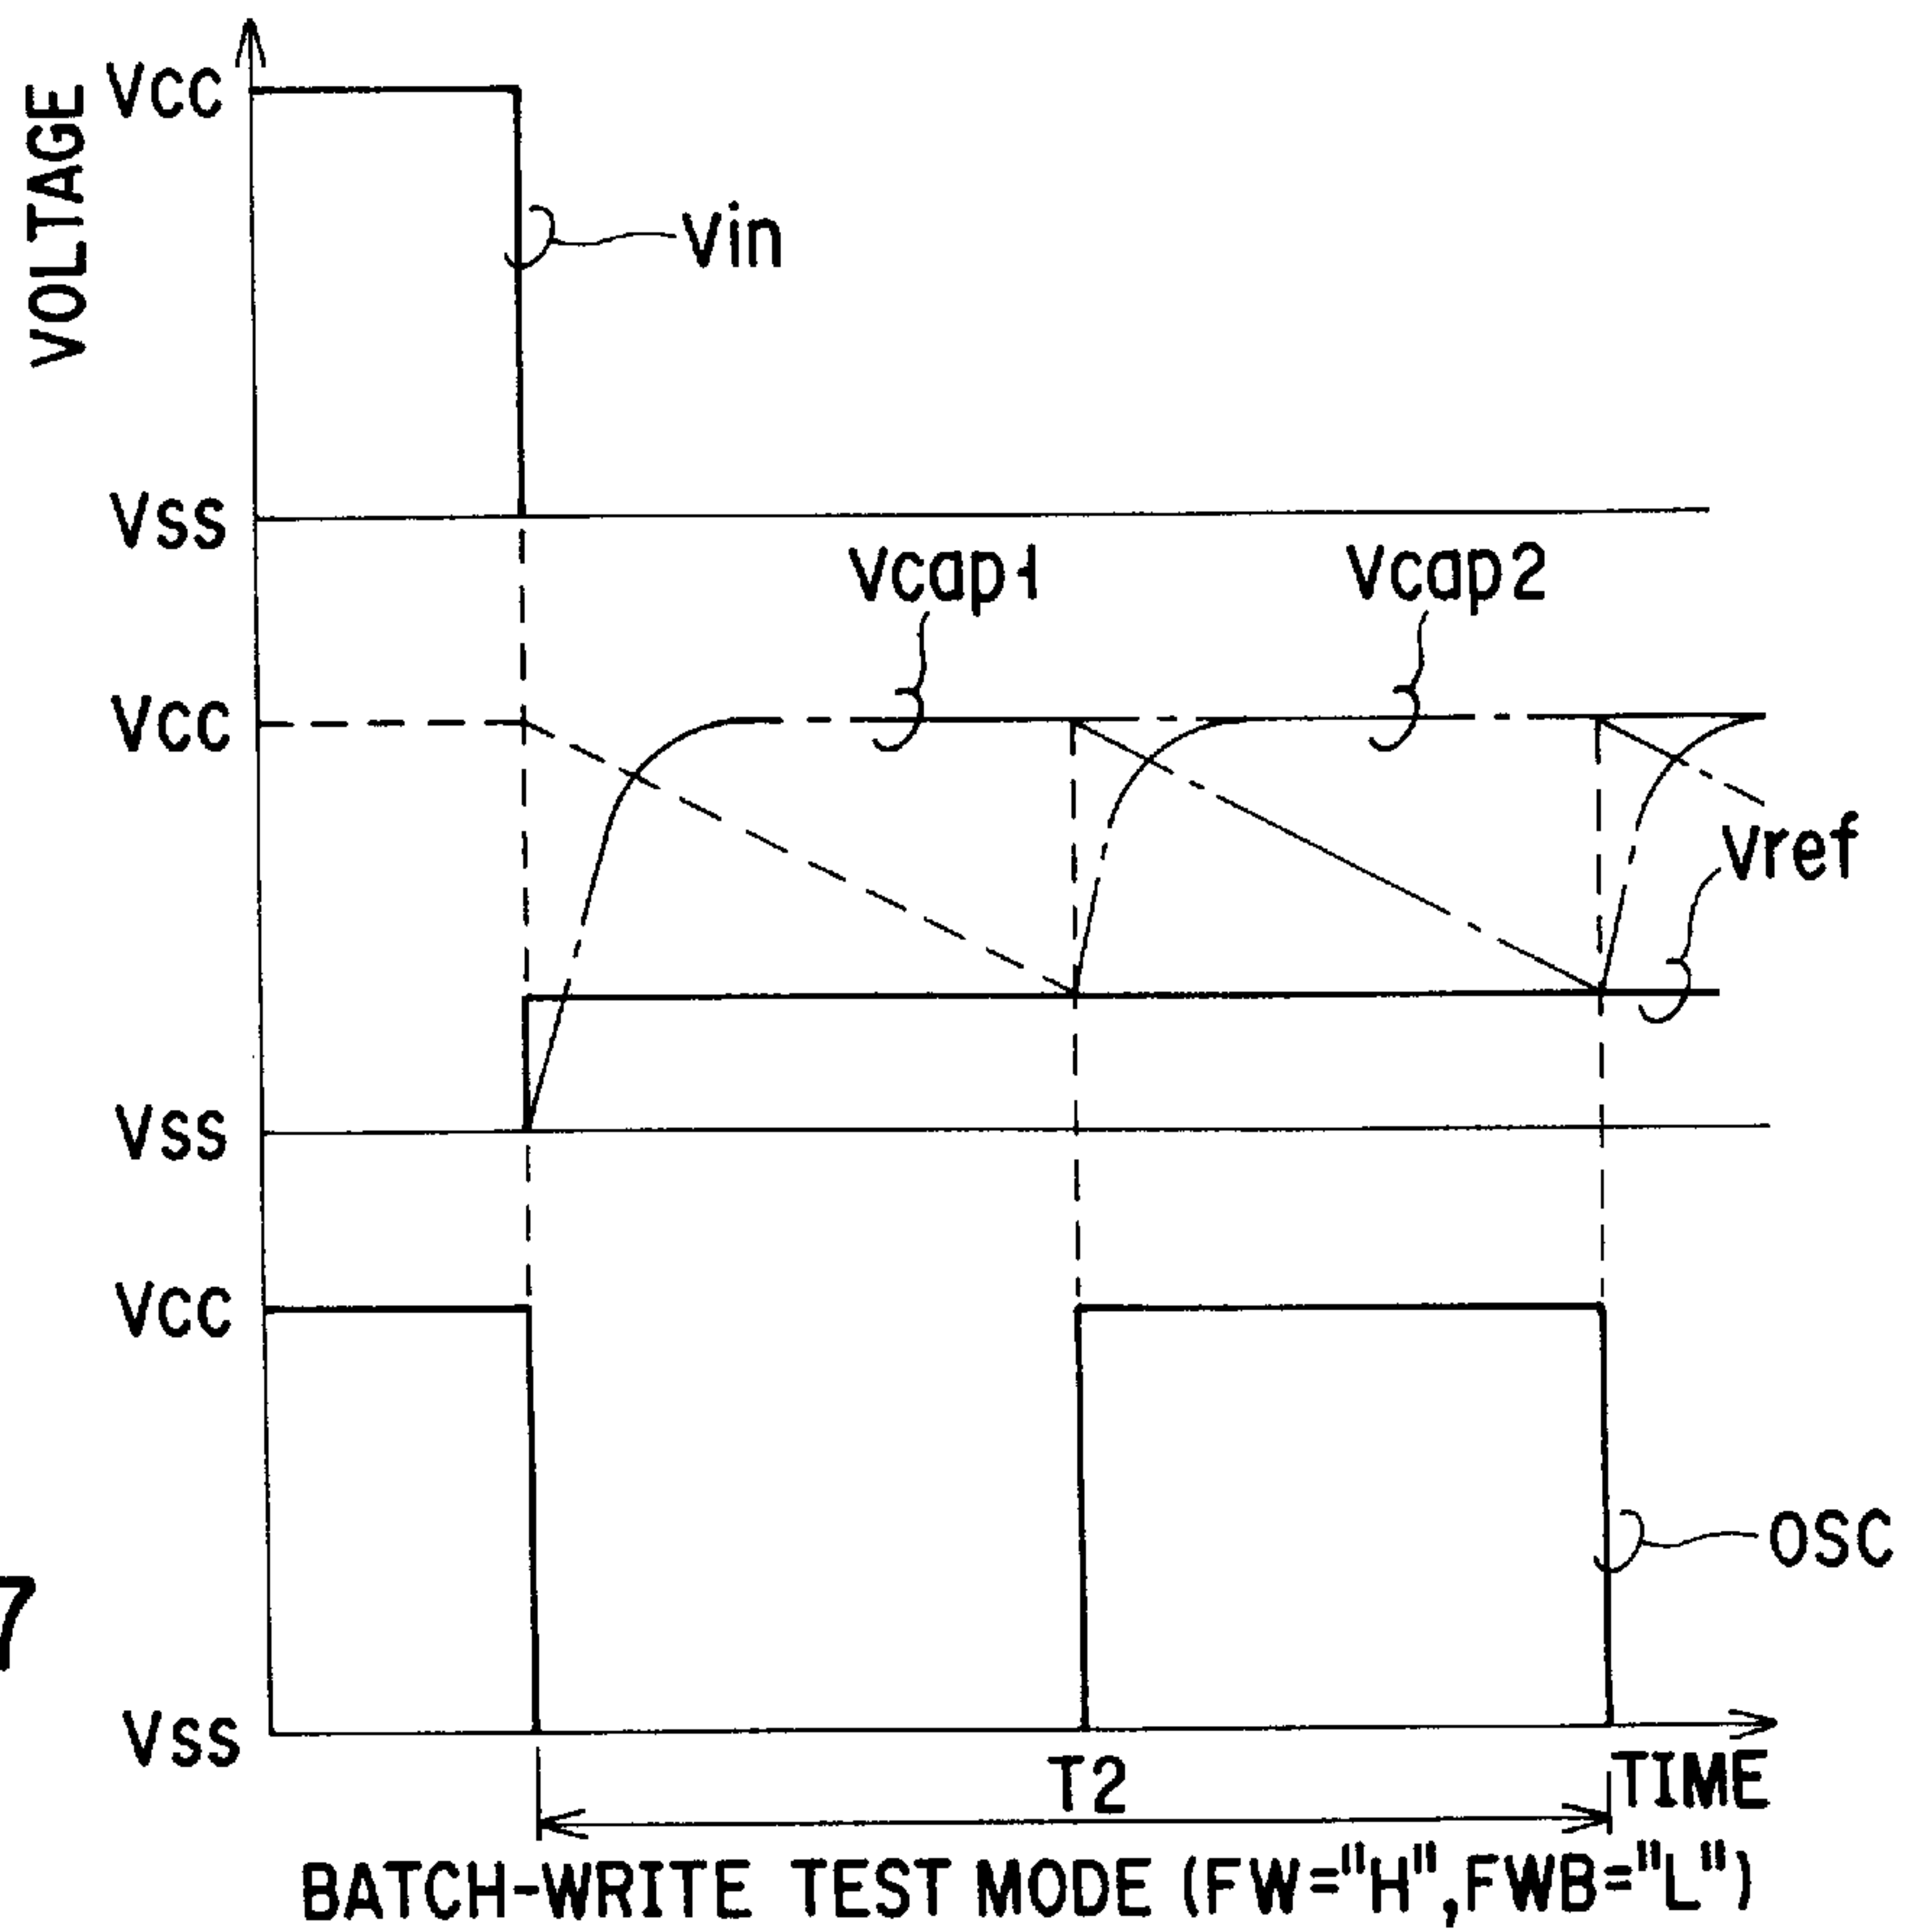 VOLTAGE
VCC
Vin
VSS
Vcap1
Vcap2
VCC
Vref
VSS
VCC
OSC
7
VSS
T2
TIME
BATCH-WRITE TEST MODE (FW="H",FWB="L")